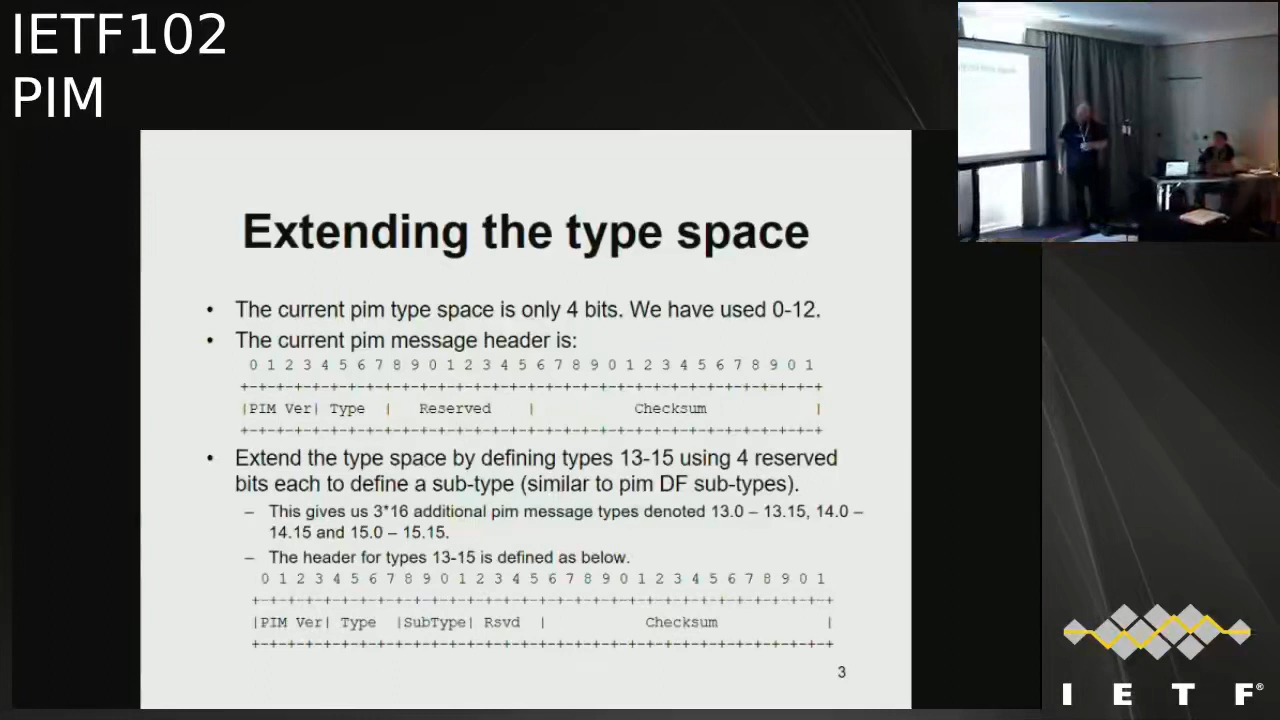 IETF102
PIM
Extending the type space
• The current pim type space is only 4 bits. We have used 0-12.
• The current pim message header is:
0 1 2 3 4 5 6 7 8 9 0 1 2 3 4 5 6 7 8 9 0 1 2 3 4 5 6 7 8 9 0 1
+-+-+-+-+-+-+-+-+-+-+-+-+-+-+-+-+-+-+-+-+-+-+-+-+-+-+-+-+-+-+-+-+
|PIM Ver| Type | Reserved | Checksum |
+-+-+-+-+-+-+-+-+-+-+-+-+-+-+-+-+-+-+-+-+-+-+-+-+-+-+-+-+-+-+-+-+
• Extend the type space by defining types 13-15 using 4 reserved
bits each to define a sub-type (similar to pim DF sub-types).
– This gives us 3*16 additional pim message types denoted 13.0 – 13.15, 14.0 –
14.15 and 15.0 – 15.15.
– The header for types 13-15 is defined as below.
0 1 2 3 4 5 6 7 8 9 0 1 2 3 4 5 6 7 8 9 0 1 2 3 4 5 6 7 8 9 0 1
+-+-+-+-+-+-+-+-+-+-+-+-+-+-+-+-+-+-+-+-+-+-+-+-+-+-+-+-+-+-+-+-+
|PIM Ver| Type |SubType| Rsvd | Checksum |
+-+-+-+-+-+-+-+-+-+-+-+-+-+-+-+-+-+-+-+-+-+-+-+-+-+-+-+-+-+-+-+-+
3
I E T F®